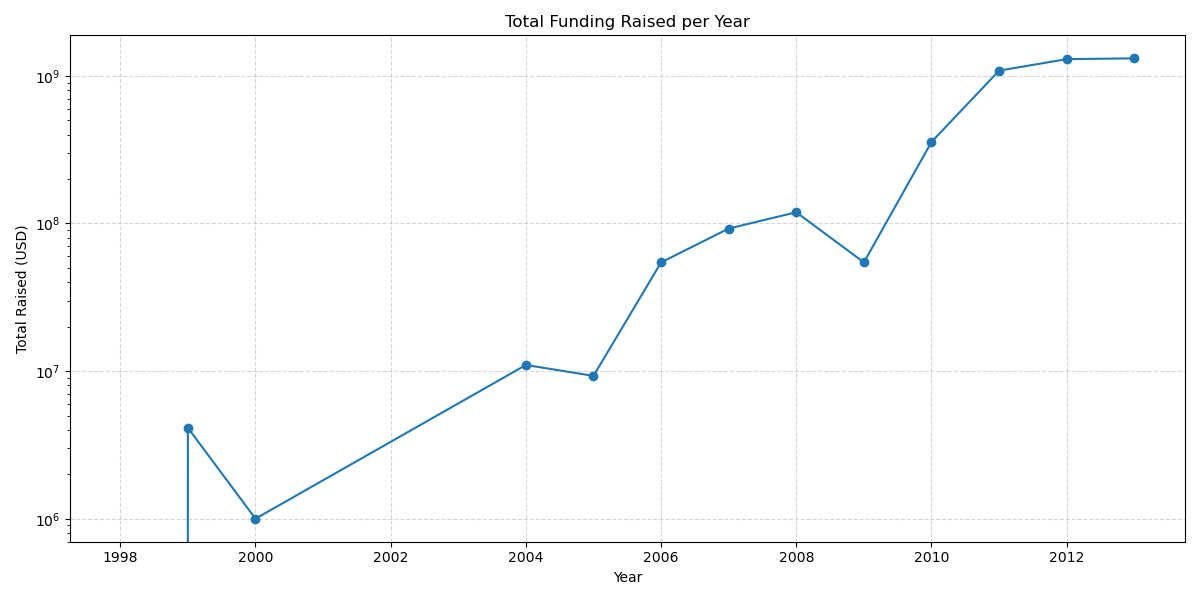 Total Funding Raised per Year
Total Raised (USD)
10⁹
10⁸
10⁷
10⁶
1998 2000 2002 2004 2006 2008 2010 2012
Year